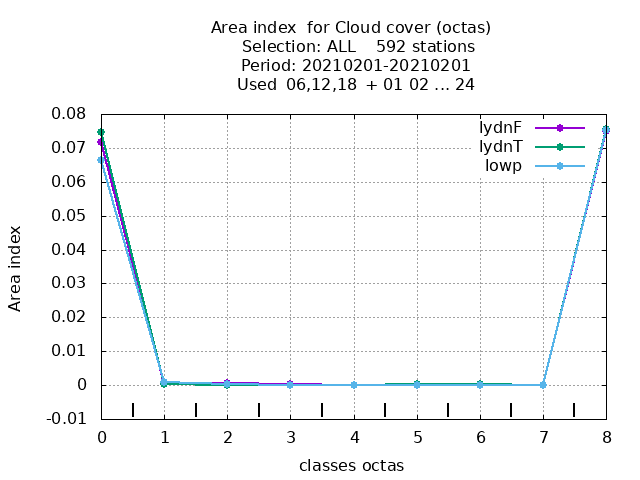 Area index  for Cloud cover (octas)
Selection: ALL    592 stations
Period: 20210201-20210201
Used  06,12,18  + 01 02 ... 24
0.08
0.07
0.06
0.05
0.04
0.03
0.02
0.01
0
-0.01
Area index
lydnF
lydnT
lowp
0 1 2 3 4 5 6 7 8
classes octas